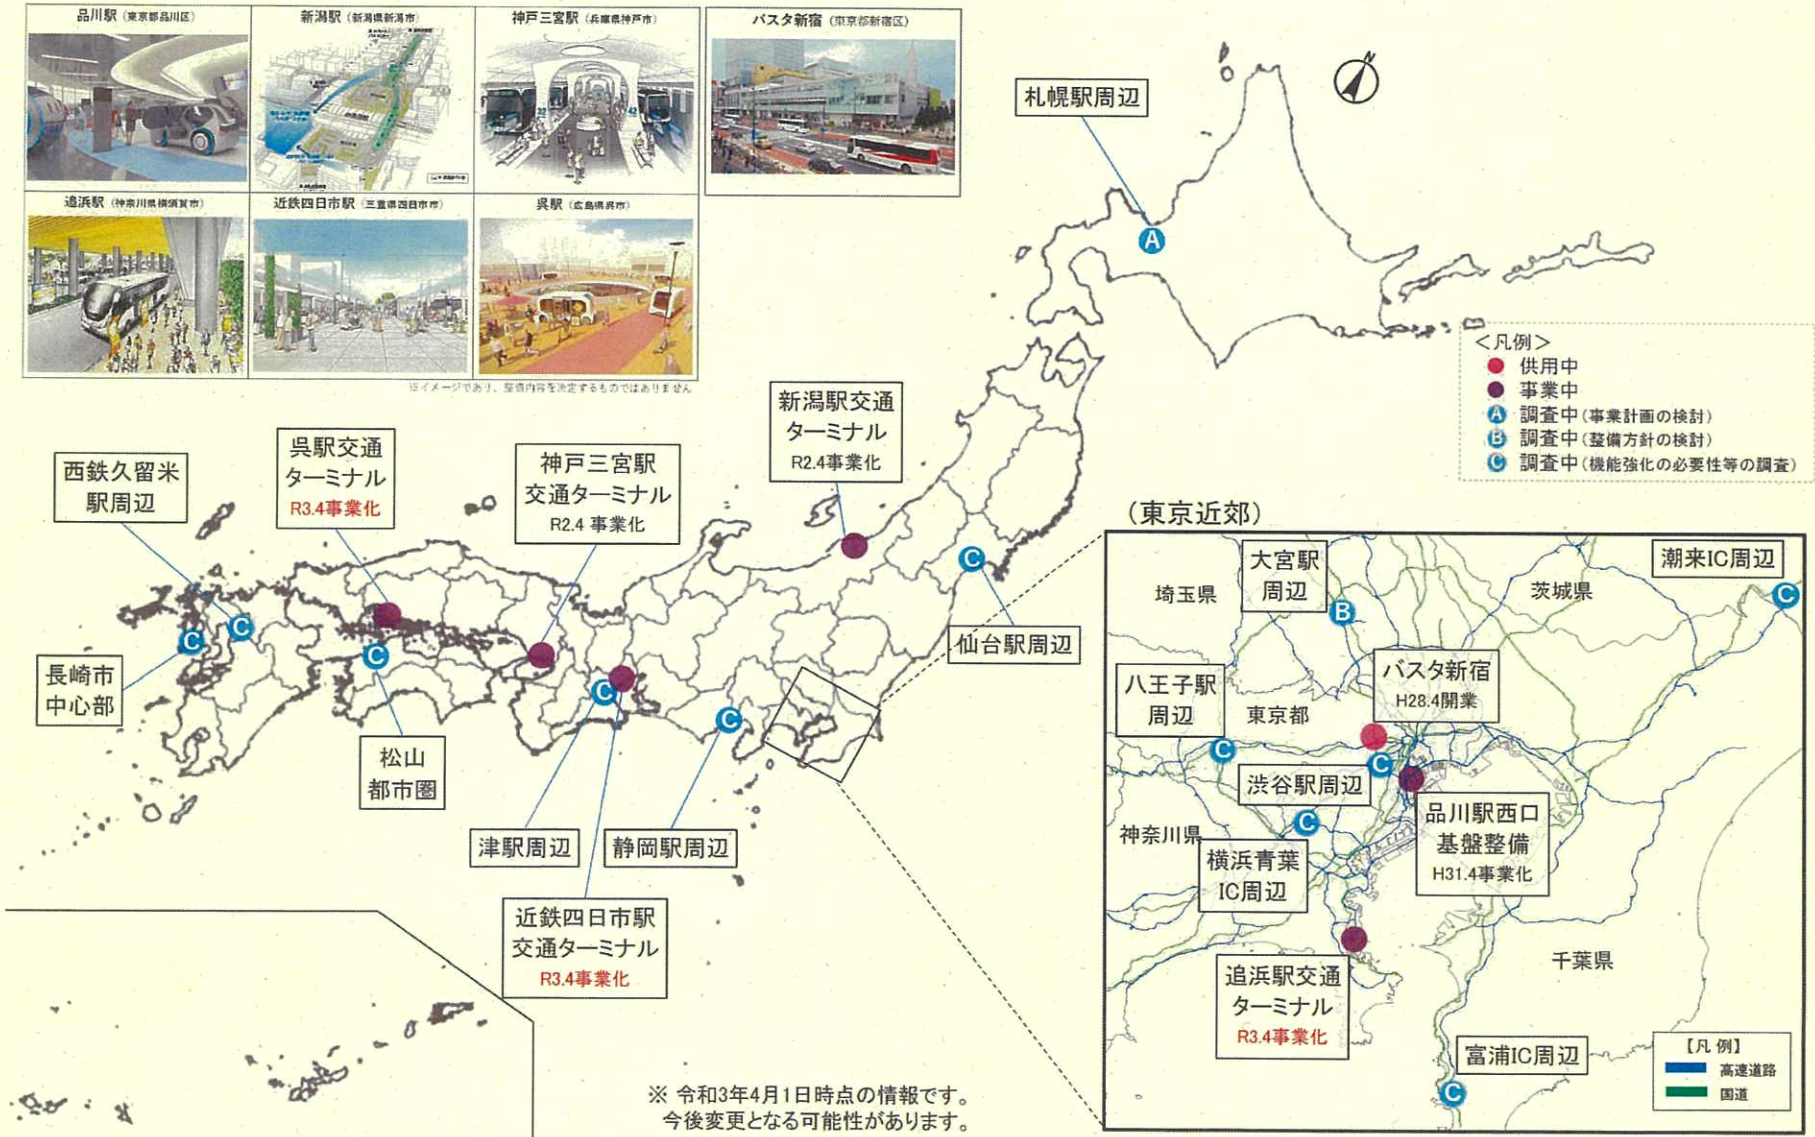 品川駅（東京都品川区）
新潟駅（新潟県新潟市）
神戸三宮駅（兵庫県神戸市）
バスタ新宿（東京都新宿区）
追浜駅（神奈川県横須賀市）
近鉄四日市駅（三重県四日市市）
呉駅（広島県呉市）
※イメージであり、整備内容を決定するものではありません
札幌駅周辺
N
A
＜凡例＞
供用中
事業中
A 調査中(事業計画の検討)
B 調査中(整備方針の検討)
C 調査中(機能強化の必要性等の調査)
新潟駅交通
ターミナル
R2.4事業化
呉駅交通
ターミナル
R3.4事業化
神戸三宮駅
交通ターミナル
R2.4 事業化
西鉄久留米
駅周辺
C
C
C
C
C
C
長崎市
中心部
松山
都市圏
仙台駅周辺
津駅周辺
静岡駅周辺
近鉄四日市駅
交通ターミナル
R3.4事業化
（東京近郊）
大宮駅
周辺
B
潮来IC周辺
C
埼玉県
茨城県
八王子駅
周辺
C
東京都
バスタ新宿
H28.4開業
C
渋谷駅周辺
品川駅西口
基盤整備
H31.4事業化
神奈川県
C
横浜青葉
IC周辺
千葉県
追浜駅交通
ターミナル
R3.4事業化
富浦IC周辺
C
【凡 例】
高速道路
国道
※ 令和3年4月1日時点の情報です。
今後変更となる可能性があります。